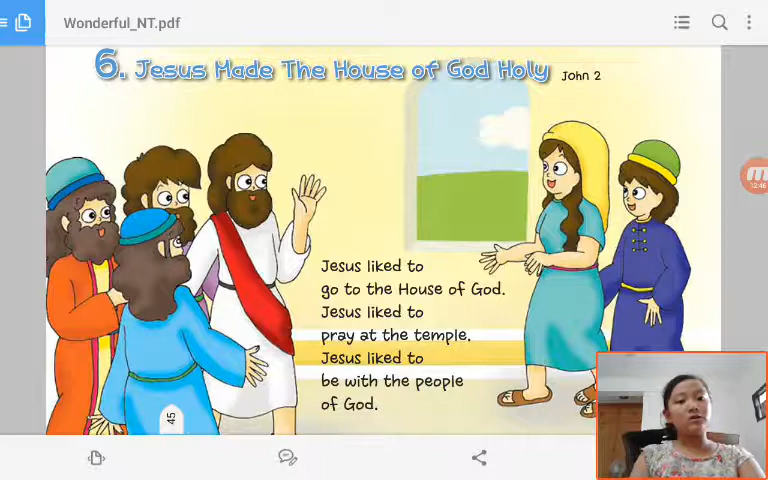 Wonderful_NT.pdf
6. Jesus Made The House of God Holy
John 2
Jesus liked to
go to the House of God.
Jesus liked to
pray at the temple.
Jesus liked to
be with the people
of God.
45
M
12:46